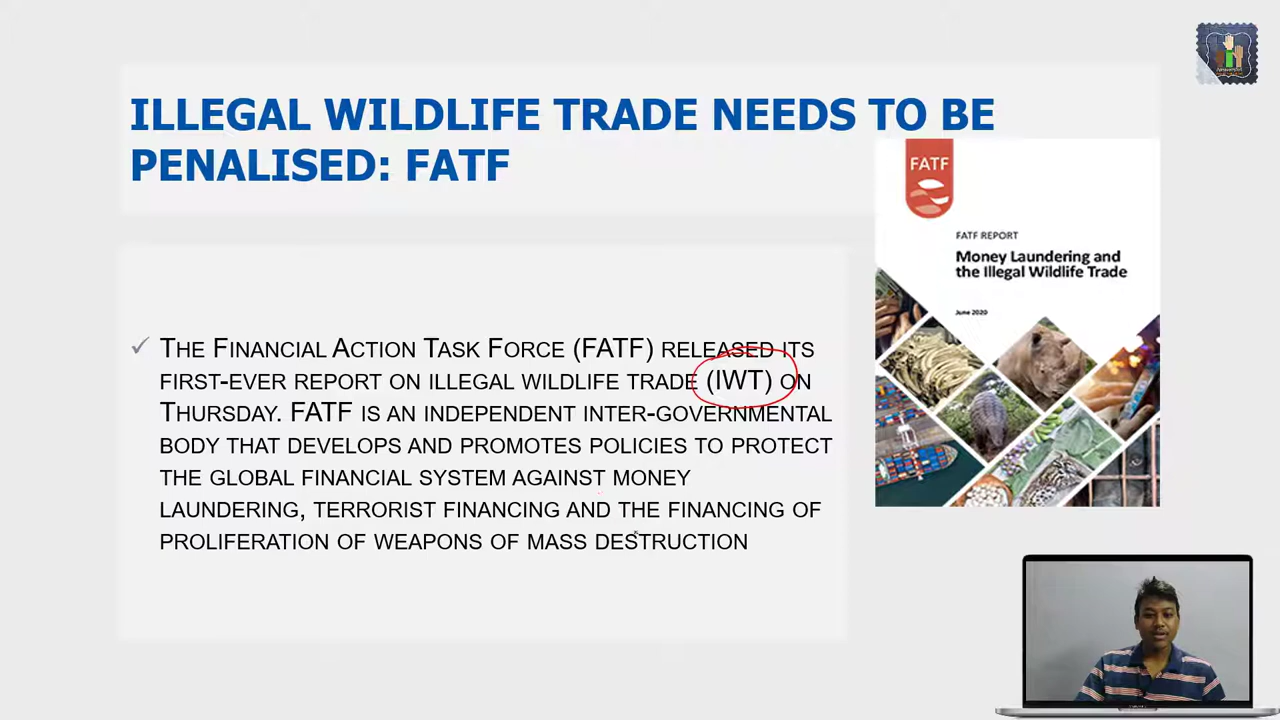 ILLEGAL WILDLIFE TRADE NEEDS TO BE
PENALISED: FATF
FATF
FATF REPORT
Money Laundering and
the Illegal Wildlife Trade
June 2020
✓ THE FINANCIAL ACTION TASK FORCE (FATF) RELEASED ITS
FIRST-EVER REPORT ON ILLEGAL WILDLIFE TRADE (IWT) ON
THURSDAY. FATF IS AN INDEPENDENT INTER-GOVERNMENTAL
BODY THAT DEVELOPS AND PROMOTES POLICIES TO PROTECT
THE GLOBAL FINANCIAL SYSTEM AGAINST MONEY
LAUNDERING, TERRORIST FINANCING AND THE FINANCING OF
PROLIFERATION OF WEAPONS OF MASS DESTRUCTION